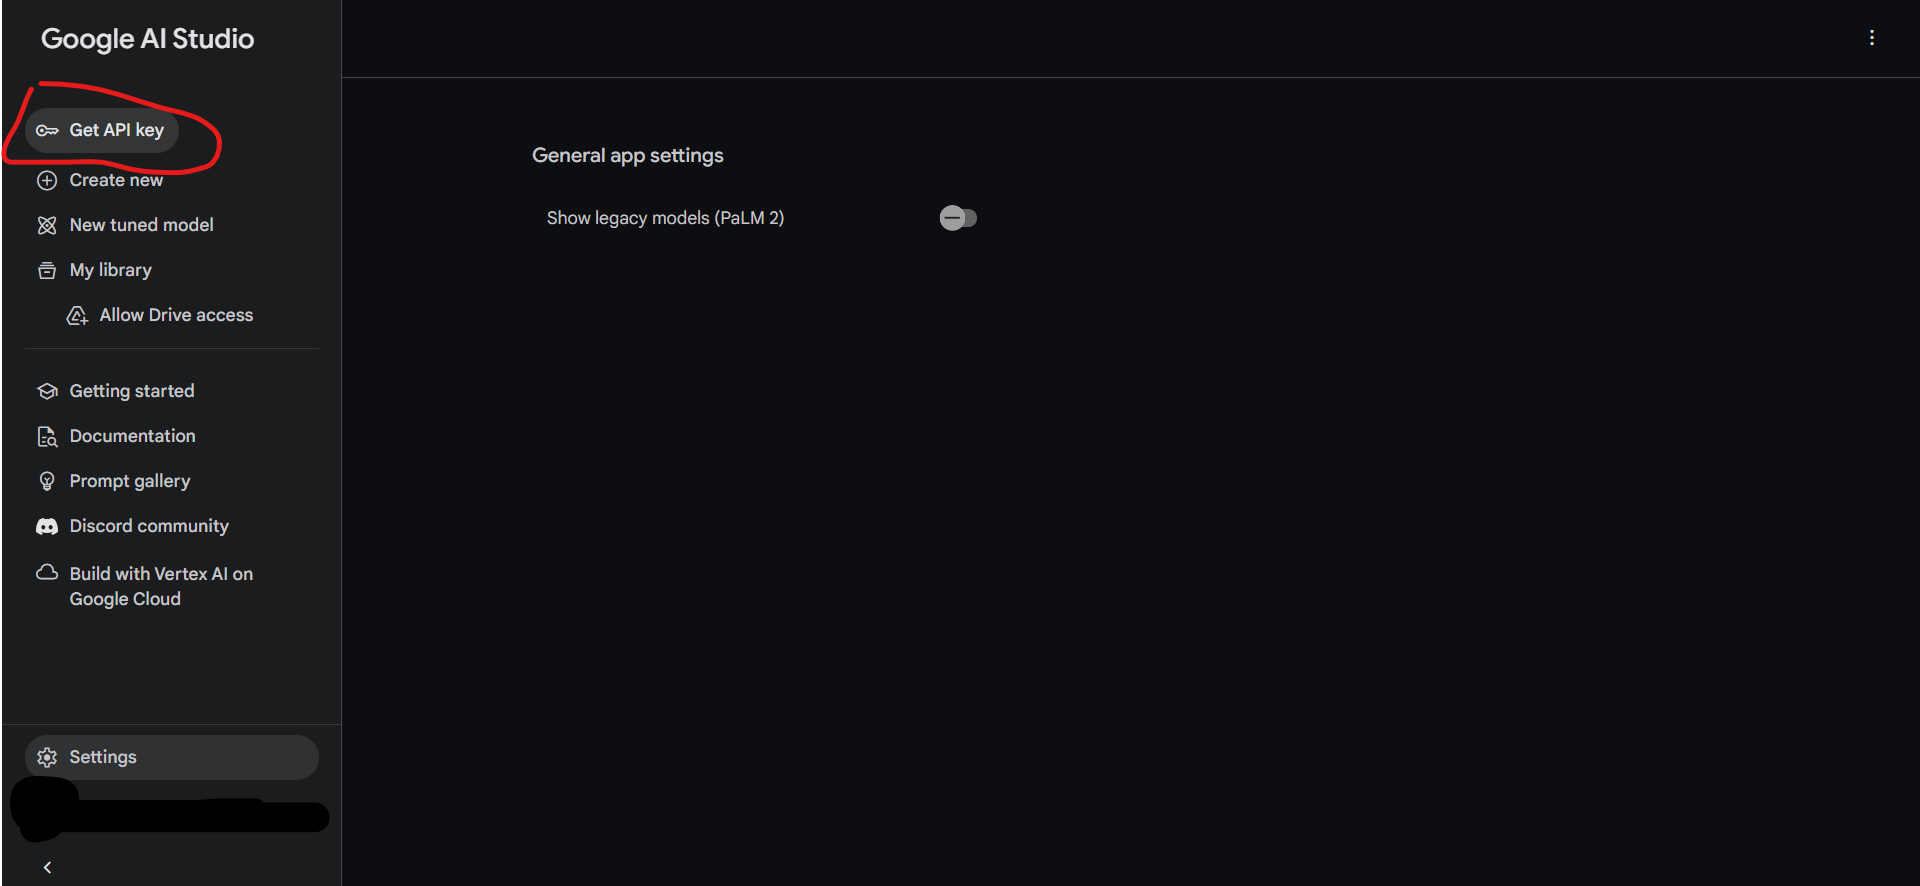 Google AI Studio
Get API key
Create new
New tuned model
My library
Allow Drive access
Getting started
Documentation
Prompt gallery
Discord community
Build with Vertex AI on
Google Cloud
Settings
General app settings
Show legacy models (PaLM 2)